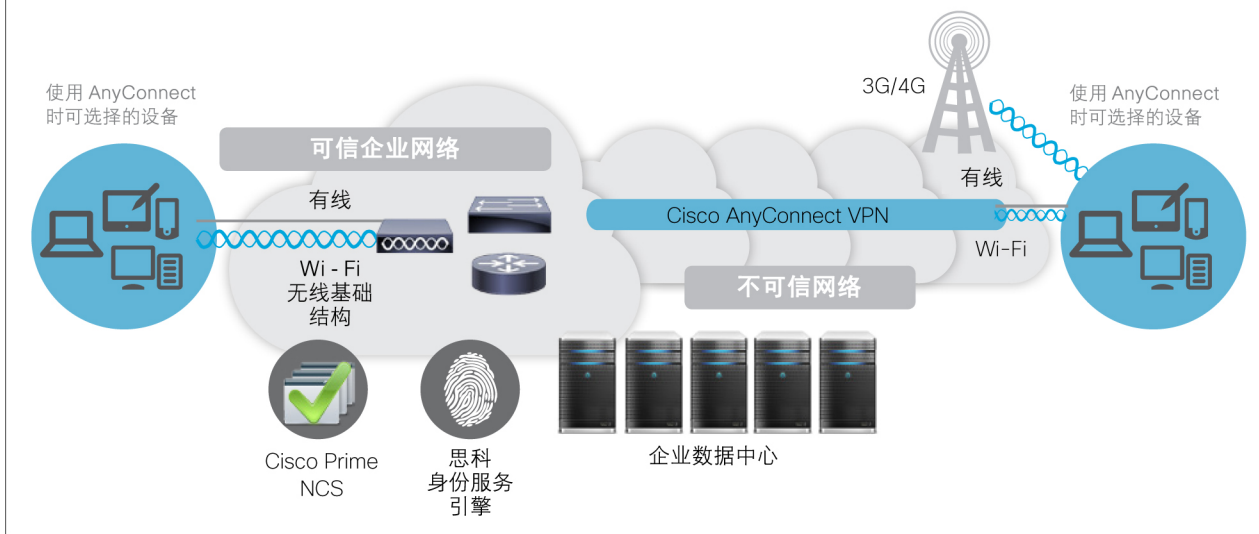 使用 AnyConnect
时可选择的设备
可信企业网络
有线
Wi - Fi
无线基础
结构
3G/4G
使用 AnyConnect
时可选择的设备
有线
Cisco AnyConnect VPN
Wi-Fi
不可信网络
Cisco Prime
NCS
思科
身份服务
引擎
企业数据中心